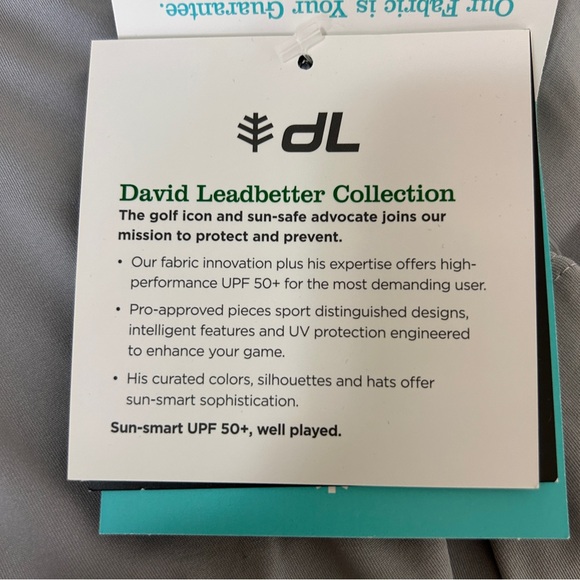 Our Fabric is Your Guarantee.
dL
David Leadbetter Collection
The golf icon and sun-safe advocate joins our
mission to protect and prevent.
• Our fabric innovation plus his expertise offers high-
performance UPF 50+ for the most demanding user.
• Pro-approved pieces sport distinguished designs,
intelligent features and UV protection engineered
to enhance your game.
• His curated colors, silhouettes and hats offer
sun-smart sophistication.
Sun-smart UPF 50+, well played.